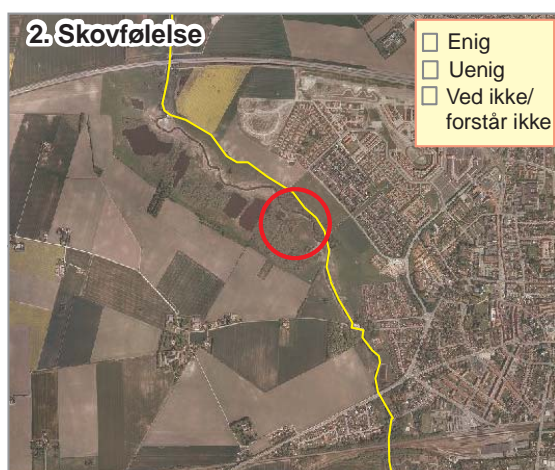 2. Skovfølelse
Enig
Uenig
Ved ikke/
forstår ikke